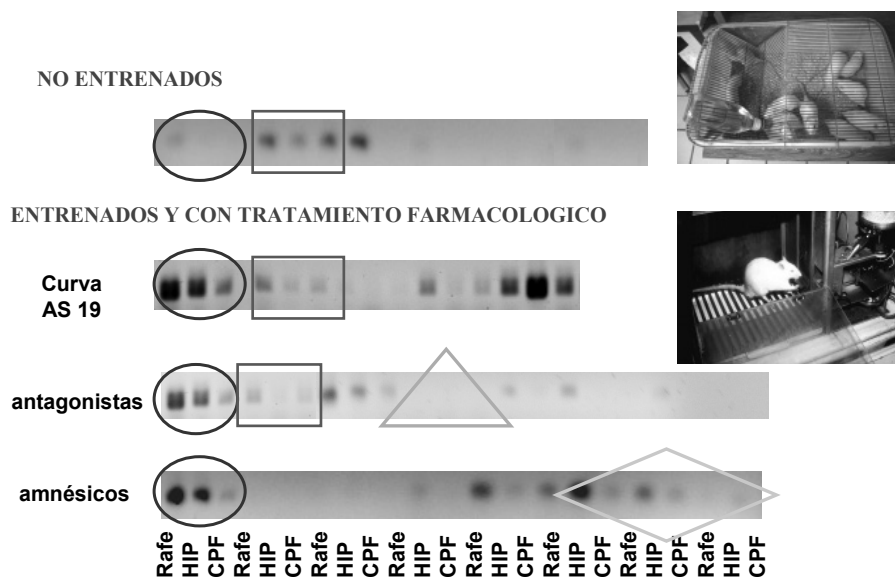 NO ENTRENADOS
ENTRENADOS Y CON TRATAMIENTO FARMACOLOGICO
Curva
AS 19
antagonistas
amnésicos
Rafe HIP CPF Rafe HIP CPF Rafe HIP CPF Rafe HIP CPF Rafe HIP CPF Rafe HIP CPF Rafe HIP CPF Rafe HIP CPF